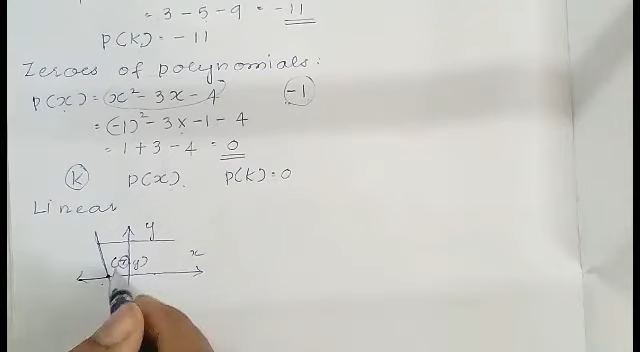 = 3 - 5 - 9 = -11
P(K) = -11
Zeroes of polynomials:
P(x) = x² - 3x - 4 (-1)
= (-1)² - 3 x -1 - 4
= 1 + 3 - 4 = 0
K P(x). P(K) = 0
Linear
y
x
(x, y)